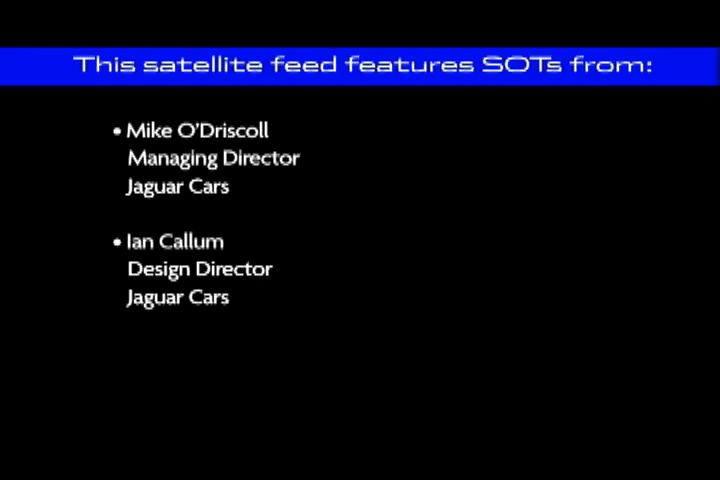 This satellite feed features SOTs from:
• Mike O'Driscoll
Managing Director
Jaguar Cars
• Ian Callum
Design Director
Jaguar Cars